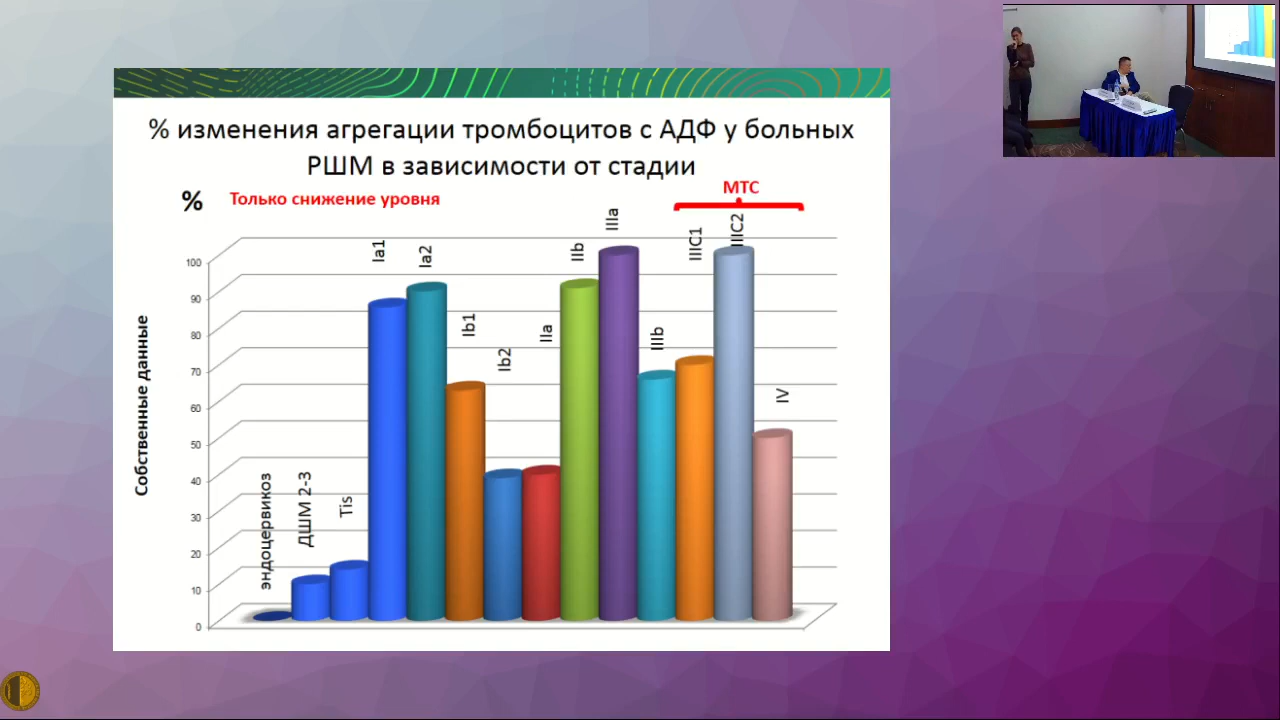 % изменения агрегации тромбоцитов с АДФ у больных
РШМ в зависимости от стадии
%
Только снижение уровня
МТС
Собственные данные
100
90
80
70
60
50
40
30
20
10
0
эндоцервикоз
ДШМ 2-3
Tis
Ia1
Ia2
Ib1
Ib2
IIa
IIb
IIIa
IIIb
IIIC1
IIIC2
IV